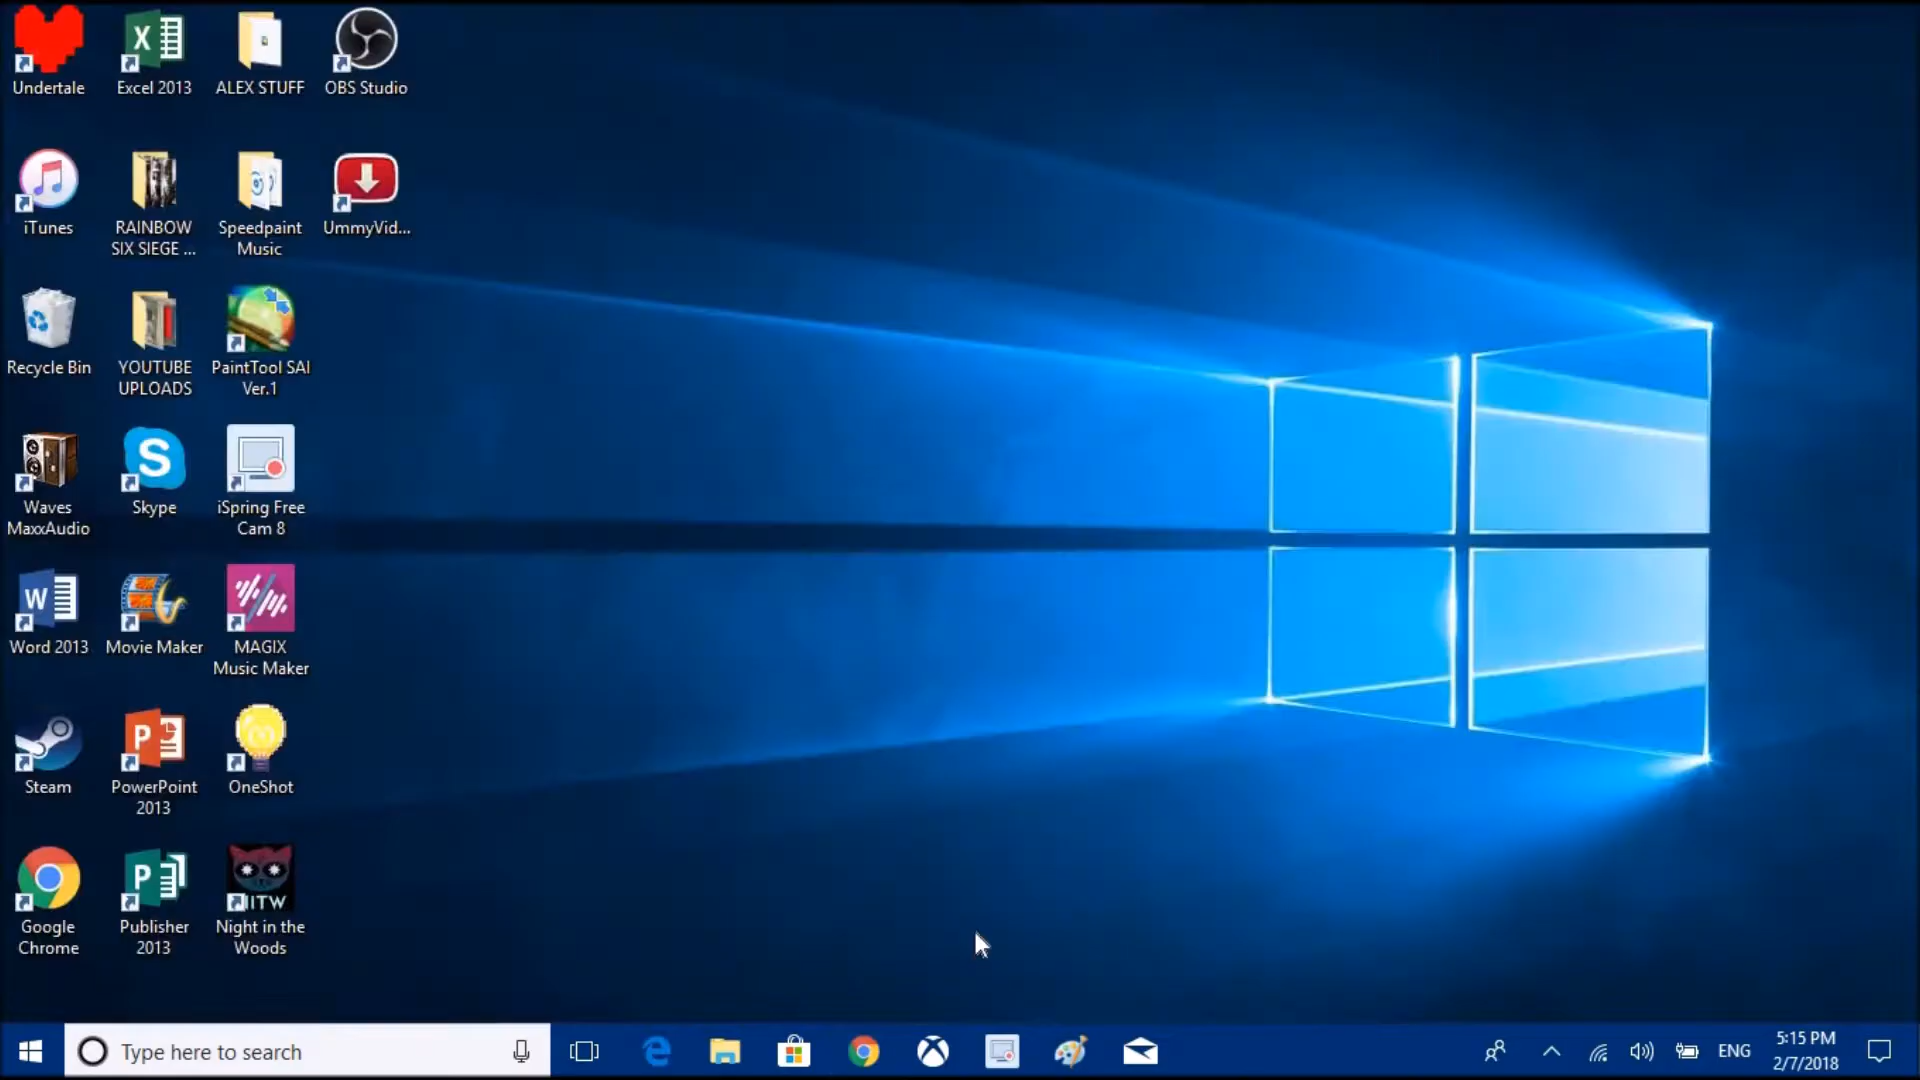 Undertale
Excel 2013
ALEX STUFF
OBS Studio
iTunes
RAINBOW
SIX SIEGE ...
Speedpaint
Music
UmmyVid...
Recycle Bin
YOUTUBE
UPLOADS
PaintTool SAI
Ver.1
Waves
MaxxAudio
Skype
iSpring Free
Cam 8
Word 2013
Movie Maker
MAGIX
Music Maker
Steam
PowerPoint
2013
OneShot
Google
Chrome
Publisher
2013
NITW
Night in the
Woods
Type here to search
ENG
5:15 PM
2/7/2018